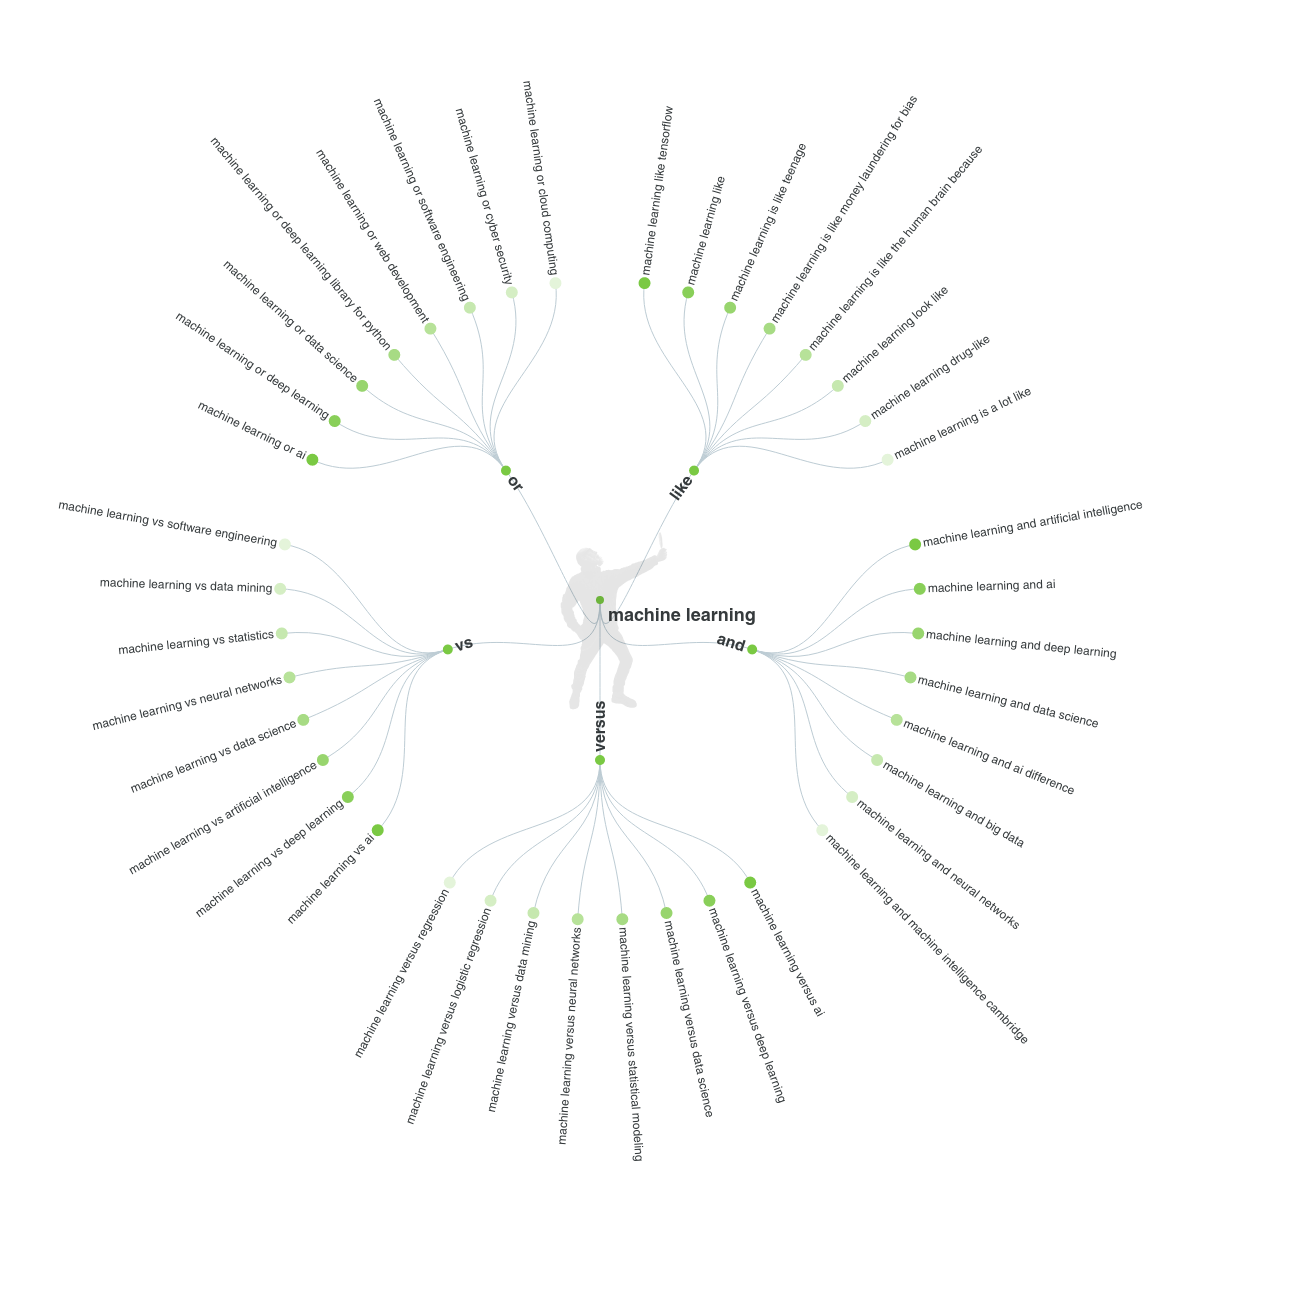 machine learning
or
machine learning or ai
machine learning or deep learning
machine learning or data science
machine learning or deep learning library for python
machine learning or web development
machine learning or software engineering
machine learning or cyber security
machine learning or cloud computing
like
machine learning like tensorflow
machine learning like
machine learning is like teenage
machine learning is like money laundering for bias
machine learning is like the human brain because
machine learning look like
machine learning drug-like
machine learning is a lot like
and
machine learning and artificial intelligence
machine learning and ai
machine learning and deep learning
machine learning and data science
machine learning and ai difference
machine learning and big data
machine learning and neural networks
machine learning and machine intelligence cambridge
versus
machine learning versus ai
machine learning versus deep learning
machine learning versus data science
machine learning versus statistical modeling
machine learning versus neural networks
machine learning versus data mining
machine learning versus logistic regression
machine learning versus regression
vs
machine learning vs ai
machine learning vs deep learning
machine learning vs artificial intelligence
machine learning vs data science
machine learning vs neural networks
machine learning vs statistics
machine learning vs data mining
machine learning vs software engineering